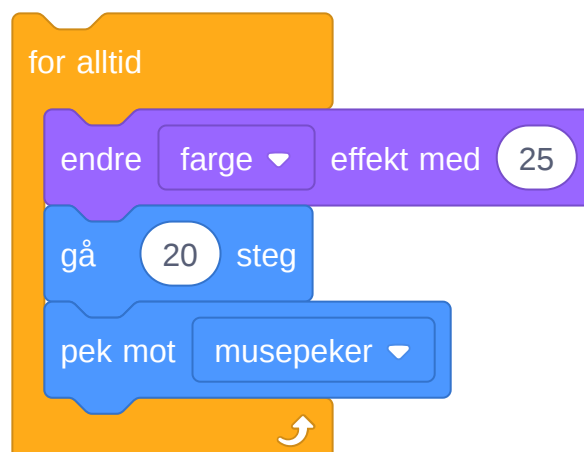 for alltid
endre farge effekt med 25
gå 20 steg
pek mot musepeker